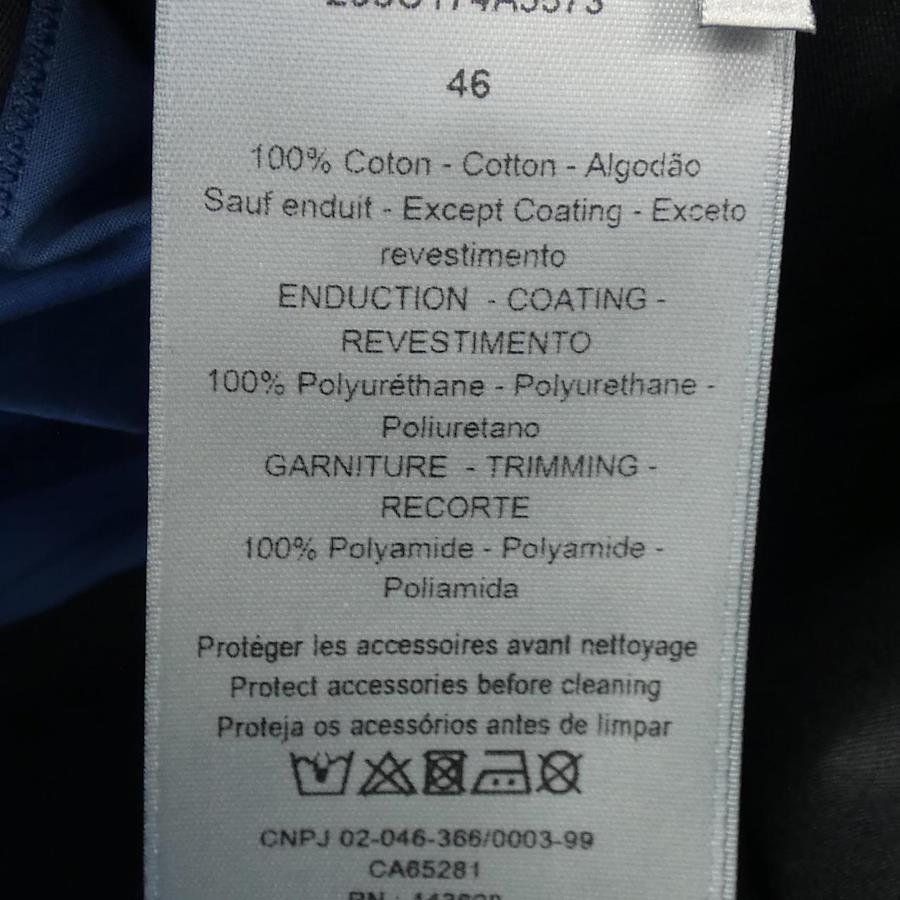 46
100% Coton - Cotton - Algodão
Sauf enduit - Except Coating - Exceto
revestimento
ENDUCTION - COATING -
REVESTIMENTO
100% Polyuréthane - Polyurethane -
Poliuretano
GARNITURE - TRIMMING -
RECORTE
100% Polyamide - Polyamide -
Poliamida
Protéger les accessoires avant nettoyage
Protect accessories before cleaning
Proteja os acessórios antes de limpar
CNPJ 02-046-366/0003-99
CA65281